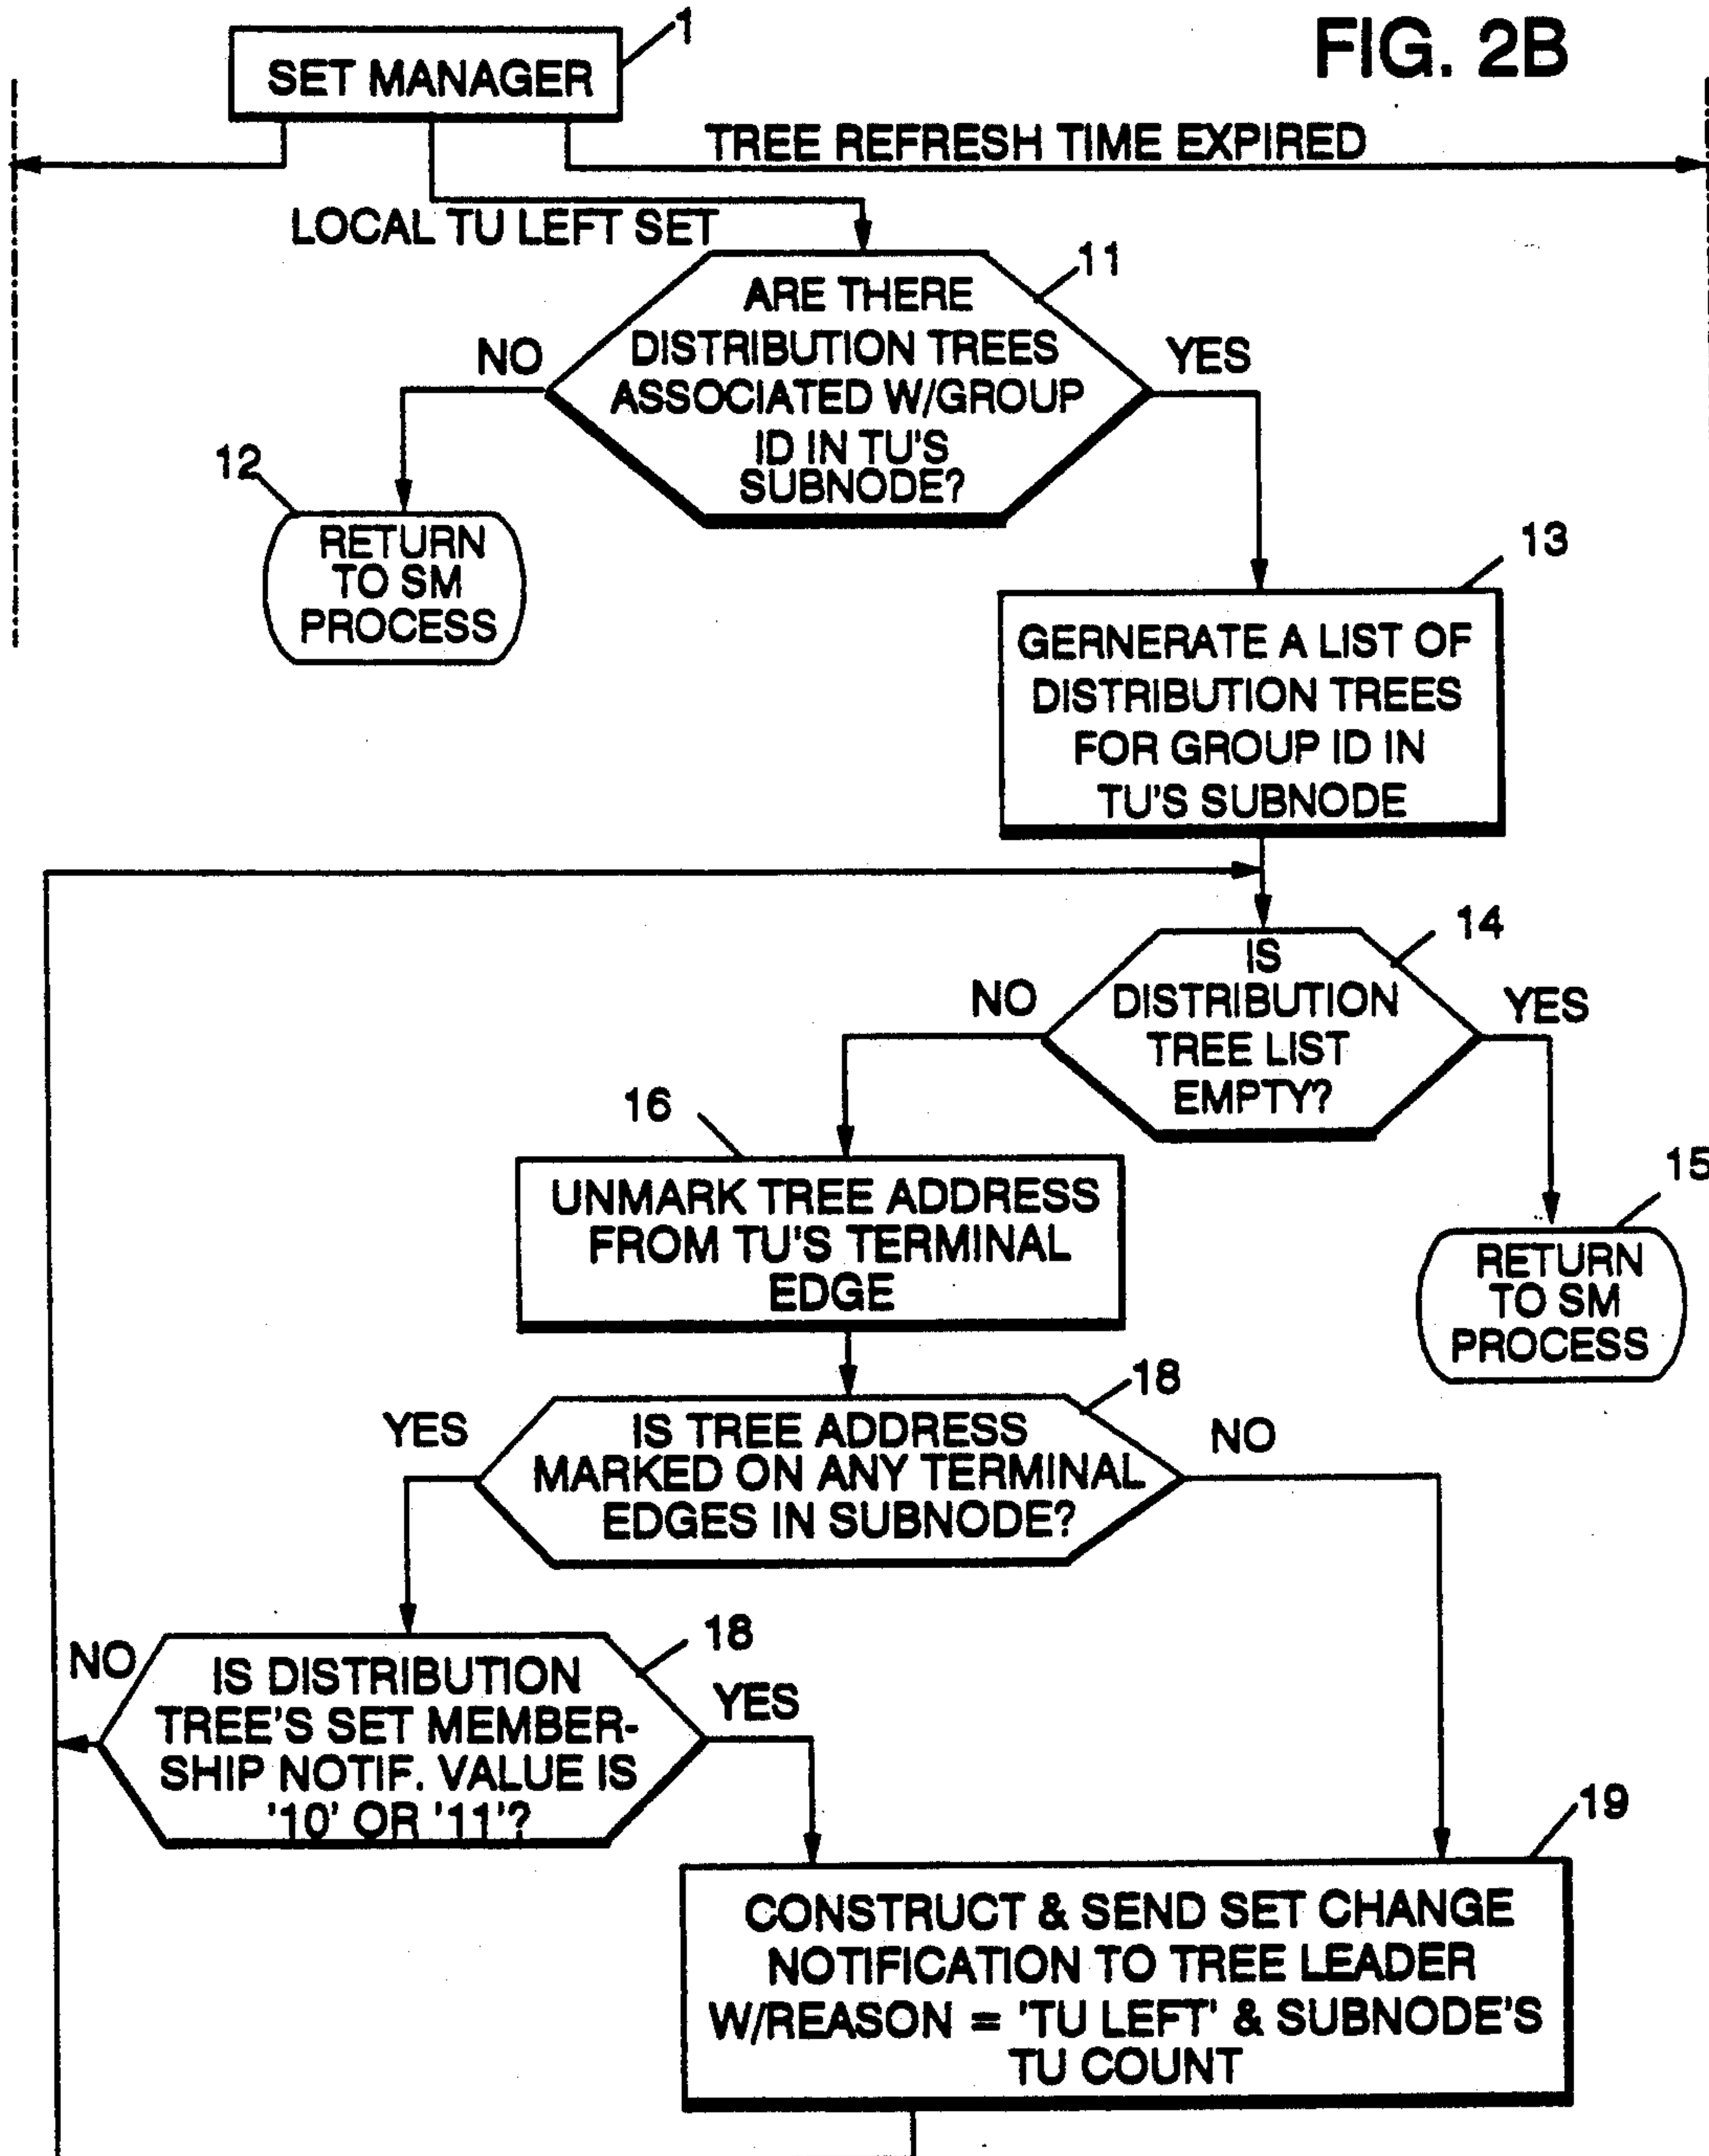 FIG. 2B
1
SET MANAGER
TREE REFRESH TIME EXPIRED
LOCAL TU LEFT SET
11
ARE THERE
DISTRIBUTION TREES
ASSOCIATED W/GROUP
ID IN TU'S
SUBNODE?
NO
YES
12
RETURN
TO SM
PROCESS
13
GERNERATE A LIST OF
DISTRIBUTION TREES
FOR GROUP ID IN
TU'S SUBNODE
14
IS
DISTRIBUTION
TREE LIST
EMPTY?
NO
YES
15
RETURN
TO SM
PROCESS
16
UNMARK TREE ADDRESS
FROM TU'S TERMINAL
EDGE
18
IS TREE ADDRESS
MARKED ON ANY TERMINAL
EDGES IN SUBNODE?
YES
NO
18
IS DISTRIBUTION
TREE'S SET MEMBER-
SHIP NOTIF. VALUE IS
'10' OR '11'?
NO
YES
19
CONSTRUCT & SEND SET CHANGE
NOTIFICATION TO TREE LEADER
W/REASON = 'TU LEFT' & SUBNODE'S
TU COUNT